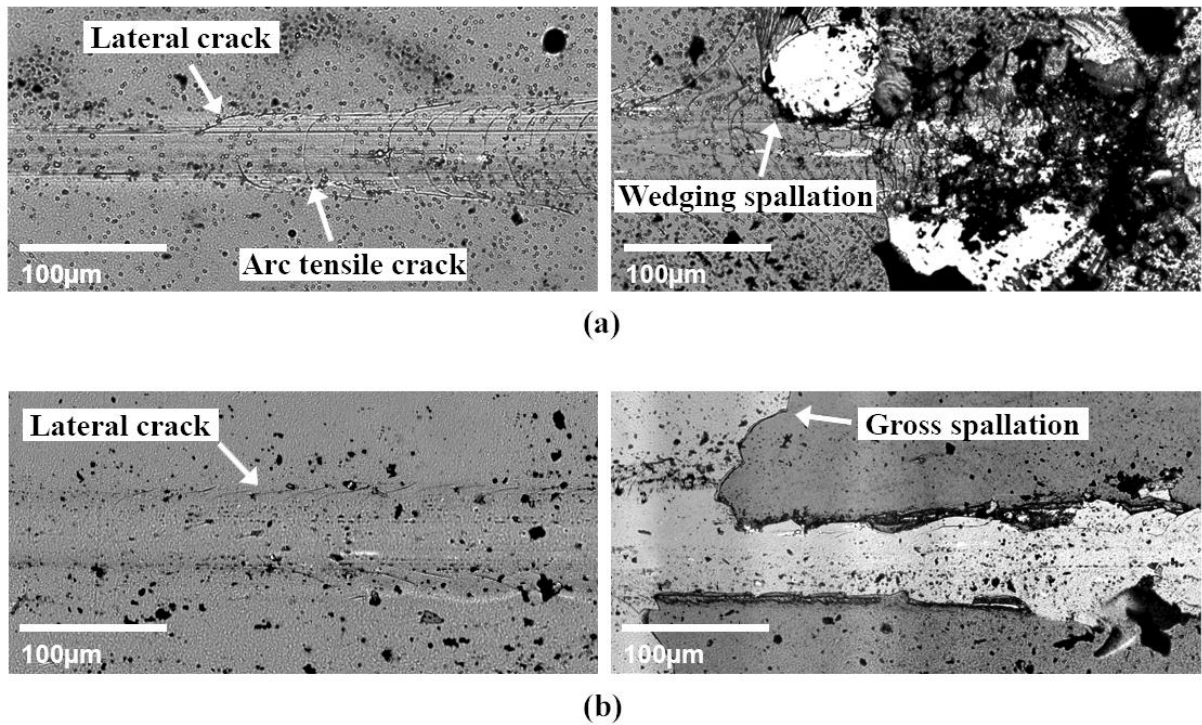 Lateral crack
Arc tensile crack
100µm
Wedging spallation
100µm
(a)
Lateral crack
100µm
Gross spallation
100µm
(b)